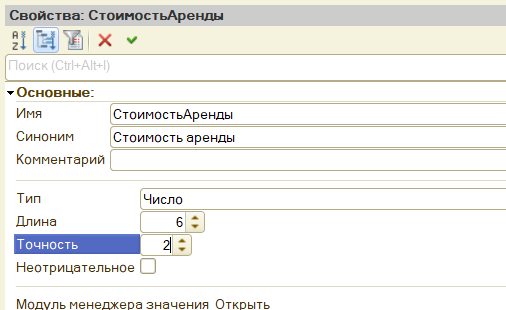 Свойства: СтоимостьАренды
Поиск (Ctrl+Alt+I)
Основные:
Имя СтоимостьАренды
Синоним Стоимость аренды
Комментарий
Тип Число
Длина 6
Точность 2
Неотрицательное
Модуль менеджера значения Открыть